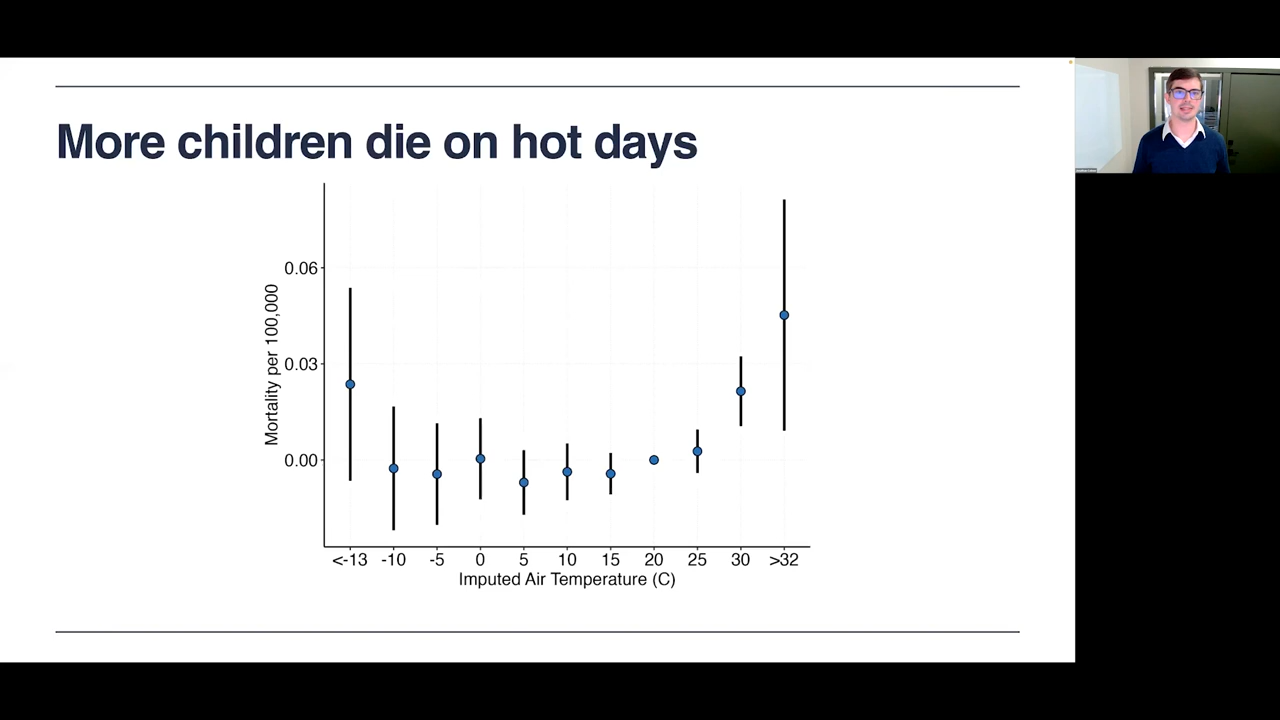 More children die on hot days
Mortality per 100,000
0.06
0.03
0.00
<-13 -10 -5 0 5 10 15 20 25 30 >32
Imputed Air Temperature (C)